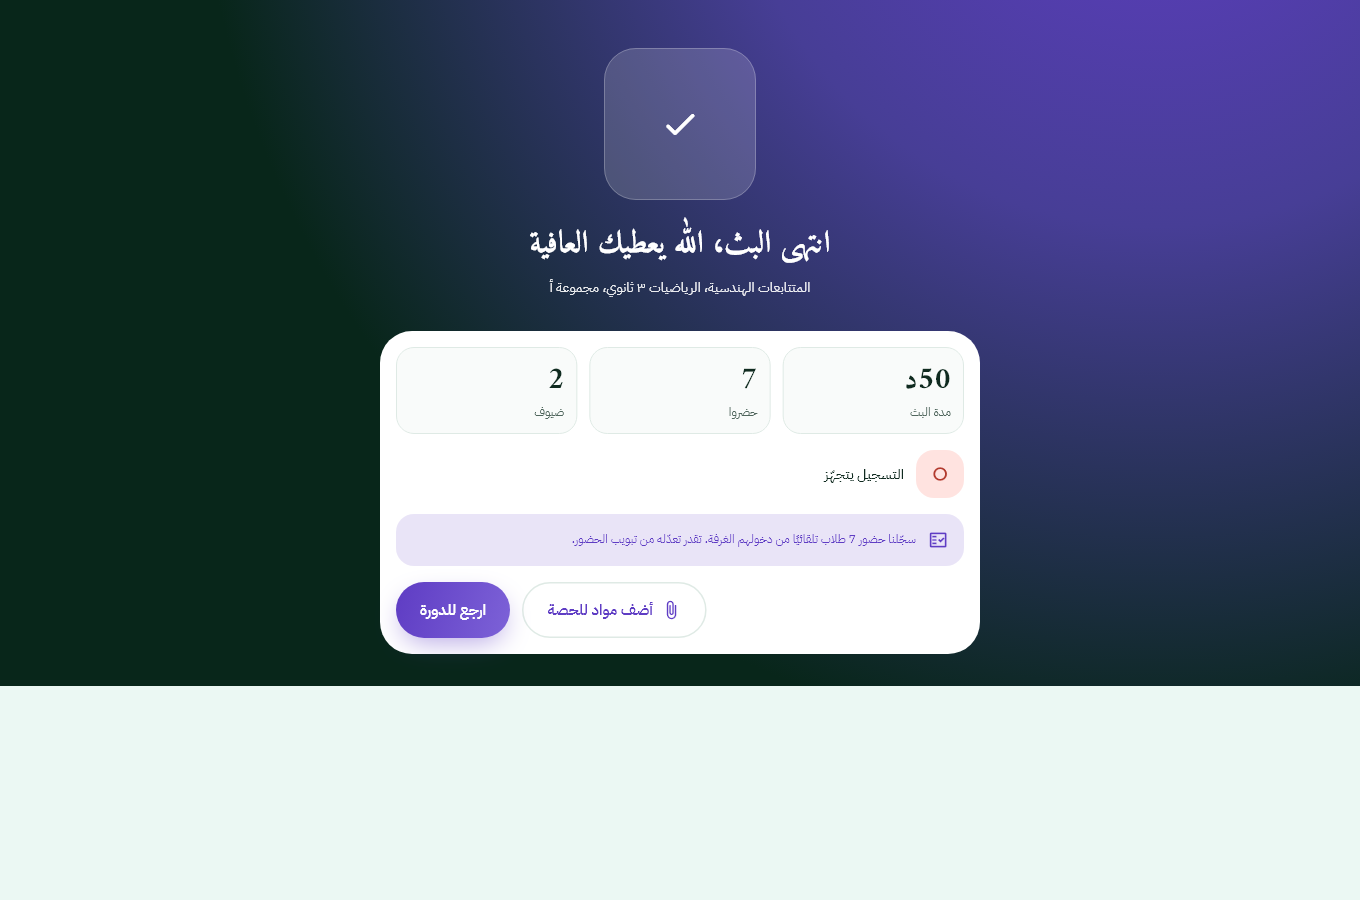 انتهى البث، الله يعطيك العافية
المتتابعات الهندسية، الرياضيات ٣ ثانوي، مجموعة أ
50د
مدة البث
7
حضروا
2
ضيوف
التسجيل يتجهّز
سجّلنا حضور 7 طلاب تلقائيًا من دخولهم الغرفة. تقدر تعدّله من تبويب الحضور.
أضف مواد للحصة
ارجع للدورة